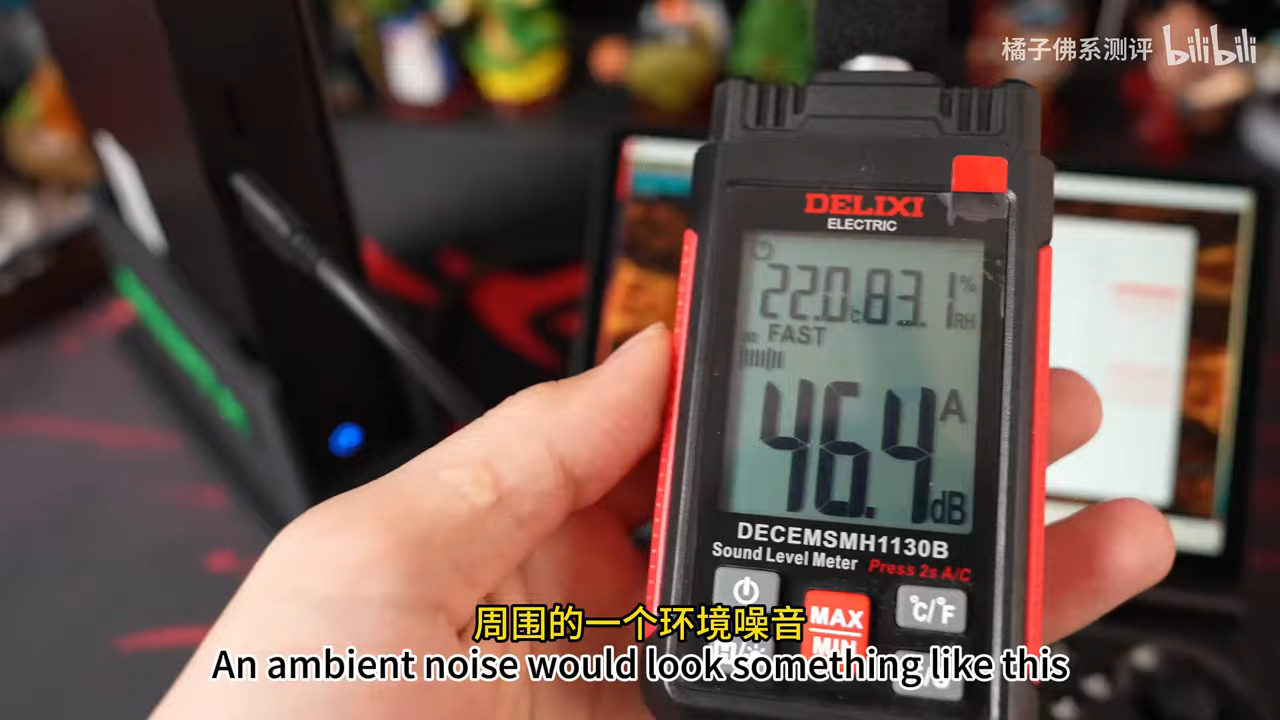 橘子佛系测评 bilibili
DELIXI
ELECTRIC
22.0°C 83.1% RH
FAST
46.4 A dB
DECEMSMH1130B
Sound Level Meter Press 2s A/C
MAX °C/°F
MIN
周围的一个环境噪音
An ambient noise would look something like this